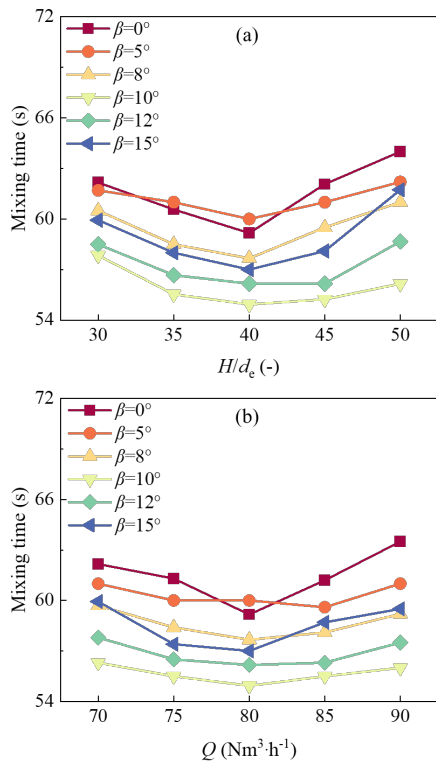 (a)
β=0°
β=5°
β=8°
β=10°
β=12°
β=15°
Mixing time (s)
72
66
60
54
30 35 40 45 50
H/dₑ (-)
(b)
β=0°
β=5°
β=8°
β=10°
β=12°
β=15°
Mixing time (s)
72
66
60
54
70 75 80 85 90
Q (Nm³·h⁻¹)